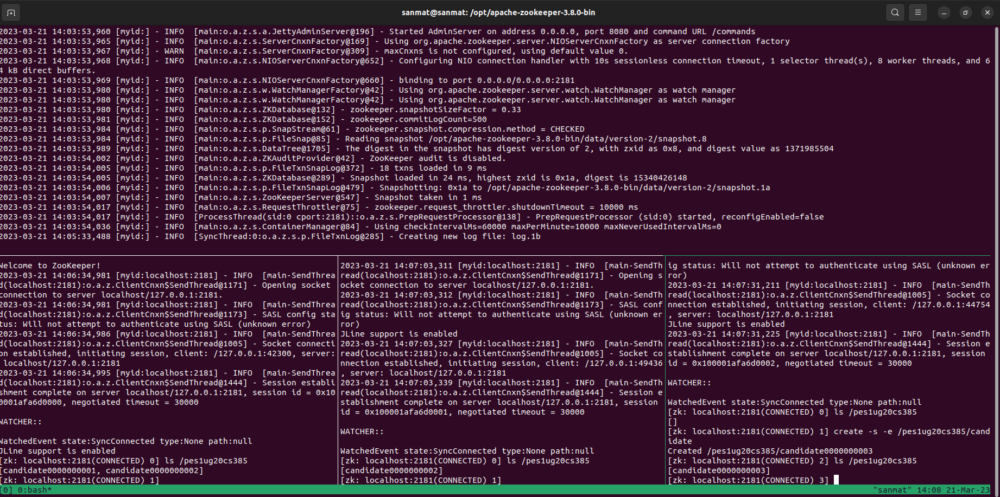 sanmat@sanmat: /opt/apache-zookeeper-3.8.0-bin
2023-03-21 14:03:53,960 [myid:] - INFO  [main:o.a.z.s.a.JettyAdminServer@196] - Started AdminServer on address 0.0.0.0, port 8080 and command URL /commands
2023-03-21 14:03:53,965 [myid:] - INFO  [main:o.a.z.s.ServerCnxnFactory@169] - Using org.apache.zookeeper.server.NIOServerCnxnFactory as server connection factory
2023-03-21 14:03:53,967 [myid:] - WARN  [main:o.a.z.s.ServerCnxnFactory@309] - maxCnxns is not configured, using default value 0.
2023-03-21 14:03:53,968 [myid:] - INFO  [main:o.a.z.s.NIOServerCnxnFactory@652] - Configuring NIO connection handler with 10s sessionless connection timeout, 1 selector thread(s), 8 worker threads, and 6
4 kB direct buffers.
2023-03-21 14:03:53,969 [myid:] - INFO  [main:o.a.z.s.NIOServerCnxnFactory@660] - binding to port 0.0.0.0/0.0.0.0:2181
2023-03-21 14:03:53,980 [myid:] - INFO  [main:o.a.z.s.w.WatchManagerFactory@42] - Using org.apache.zookeeper.server.watch.WatchManager as watch manager
2023-03-21 14:03:53,980 [myid:] - INFO  [main:o.a.z.s.w.WatchManagerFactory@42] - Using org.apache.zookeeper.server.watch.WatchManager as watch manager
2023-03-21 14:03:53,980 [myid:] - INFO  [main:o.a.z.s.ZKDatabase@132] - zookeeper.snapshotSizeFactor = 0.33
2023-03-21 14:03:53,981 [myid:] - INFO  [main:o.a.z.s.ZKDatabase@152] - zookeeper.commitLogCount=500
2023-03-21 14:03:53,984 [myid:] - INFO  [main:o.a.z.s.p.SnapStream@61] - zookeeper.snapshot.compression.method = CHECKED
2023-03-21 14:03:53,984 [myid:] - INFO  [main:o.a.z.s.p.FileSnap@85] - Reading snapshot /opt/apache-zookeeper-3.8.0-bin/data/version-2/snapshot.8
2023-03-21 14:03:53,989 [myid:] - INFO  [main:o.a.z.s.DataTree@1705] - The digest in the snapshot has digest version of 2, with zxid as 0x8, and digest value as 1371985504
2023-03-21 14:03:54,002 [myid:] - INFO  [main:o.a.z.a.ZKAuditProvider@42] - ZooKeeper audit is disabled.
2023-03-21 14:03:54,005 [myid:] - INFO  [main:o.a.z.s.p.FileTxnSnapLog@372] - 18 txns loaded in 9 ms
2023-03-21 14:03:54,005 [myid:] - INFO  [main:o.a.z.s.ZKDatabase@289] - Snapshot loaded in 24 ms, highest zxid is 0x1a, digest is 15340426148
2023-03-21 14:03:54,006 [myid:] - INFO  [main:o.a.z.s.p.FileTxnSnapLog@479] - Snapshotting: 0x1a to /opt/apache-zookeeper-3.8.0-bin/data/version-2/snapshot.1a
2023-03-21 14:03:54,007 [myid:] - INFO  [main:o.a.z.s.ZooKeeperServer@547] - Snapshot taken in 1 ms
2023-03-21 14:03:54,017 [myid:] - INFO  [main:o.a.z.s.RequestThrottler@75] - zookeeper.request_throttler.shutdownTimeout = 10000 ms
2023-03-21 14:03:54,017 [myid:] - INFO  [ProcessThread(sid:0 cport:2181)::o.a.z.s.PrepRequestProcessor@138] - PrepRequestProcessor (sid:0) started, reconfigEnabled=false
2023-03-21 14:03:54,036 [myid:] - INFO  [main:o.a.z.s.ContainerManager@84] - Using checkIntervalMs=60000 maxPerMinute=10000 maxNeverUsedIntervalMs=0
2023-03-21 14:05:33,488 [myid:] - INFO  [SyncThread:0:o.a.z.s.p.FileTxnLog@285] - Creating new log file: log.1b
Welcome to ZooKeeper!
2023-03-21 14:06:34,981 [myid:localhost:2181] - INFO  [main-SendThrea
d(localhost:2181):o.a.z.ClientCnxn$SendThread@1171] - Opening socket
connection to server localhost/127.0.0.1:2181.
2023-03-21 14:06:34,981 [myid:localhost:2181] - INFO  [main-SendThrea
d(localhost:2181):o.a.z.ClientCnxn$SendThread@1173] - SASL config sta
tus: Will not attempt to authenticate using SASL (unknown error)
2023-03-21 14:06:34,986 [myid:localhost:2181] - INFO  [main-SendThrea
d(localhost:2181):o.a.z.ClientCnxn$SendThread@1005] - Socket connecti
on established, initiating session, client: /127.0.0.1:42300, server:
localhost/127.0.0.1:2181
2023-03-21 14:06:34,995 [myid:localhost:2181] - INFO  [main-SendThrea
d(localhost:2181):o.a.z.ClientCnxn$SendThread@1444] - Session establi
shment complete on server localhost/127.0.0.1:2181, session id = 0x10
0001afa6d0000, negotiated timeout = 30000
WATCHER::
WatchedEvent state:SyncConnected type:None path:null
JLine support is enabled
[zk: localhost:2181(CONNECTED) 0] ls /pes1ug20cs385
[candidate0000000001, candidate0000000002]
[zk: localhost:2181(CONNECTED) 1]
2023-03-21 14:07:03,311 [myid:localhost:2181] - INFO  [main-SendTh
read(localhost:2181):o.a.z.ClientCnxn$SendThread@1171] - Opening s
ocket connection to server localhost/127.0.0.1:2181.
2023-03-21 14:07:03,312 [myid:localhost:2181] - INFO  [main-SendTh
read(localhost:2181):o.a.z.ClientCnxn$SendThread@1173] - SASL conf
ig status: Will not attempt to authenticate using SASL (unknown er
ror)
JLine support is enabled
2023-03-21 14:07:03,327 [myid:localhost:2181] - INFO  [main-SendTh
read(localhost:2181):o.a.z.ClientCnxn$SendThread@1005] - Socket co
nnection established, initiating session, client: /127.0.0.1:49436
, server: localhost/127.0.0.1:2181
2023-03-21 14:07:03,339 [myid:localhost:2181] - INFO  [main-SendTh
read(localhost:2181):o.a.z.ClientCnxn$SendThread@1444] - Session e
stablishment complete on server localhost/127.0.0.1:2181, session
id = 0x100001afa6d0001, negotiated timeout = 30000
WATCHER::
WatchedEvent state:SyncConnected type:None path:null
[zk: localhost:2181(CONNECTED) 0] ls /pes1ug20cs385
[candidate0000000002]
[zk: localhost:2181(CONNECTED) 1]
ig status: Will not attempt to authenticate using SASL (unknown er
ror)
2023-03-21 14:07:31,211 [myid:localhost:2181] - INFO  [main-SendTh
read(localhost:2181):o.a.z.ClientCnxn$SendThread@1005] - Socket co
nnection established, initiating session, client: /127.0.0.1:44754
, server: localhost/127.0.0.1:2181
JLine support is enabled
2023-03-21 14:07:31,225 [myid:localhost:2181] - INFO  [main-SendTh
read(localhost:2181):o.a.z.ClientCnxn$SendThread@1444] - Session e
stablishment complete on server localhost/127.0.0.1:2181, session
id = 0x100001afa6d0002, negotiated timeout = 30000
WATCHER::
WatchedEvent state:SyncConnected type:None path:null
[zk: localhost:2181(CONNECTED) 0] ls /pes1ug20cs385
[]
[zk: localhost:2181(CONNECTED) 1] create -s -e /pes1ug20cs385/cand
idate
Created /pes1ug20cs385/candidate0000000003
[zk: localhost:2181(CONNECTED) 2] ls /pes1ug20cs385
[candidate0000000003]
[zk: localhost:2181(CONNECTED) 3]
[0] 0:bash* "sanmat" 14:08 21-Mar-23